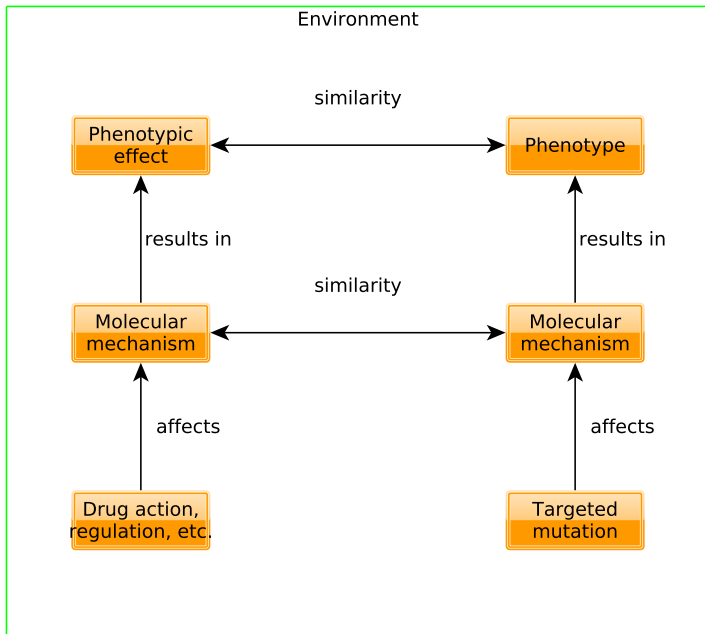 Environment
similarity
Phenotypic
effect
Phenotype
results in
results in
similarity
Molecular
mechanism
Molecular
mechanism
affects
affects
Drug action,
regulation, etc.
Targeted
mutation